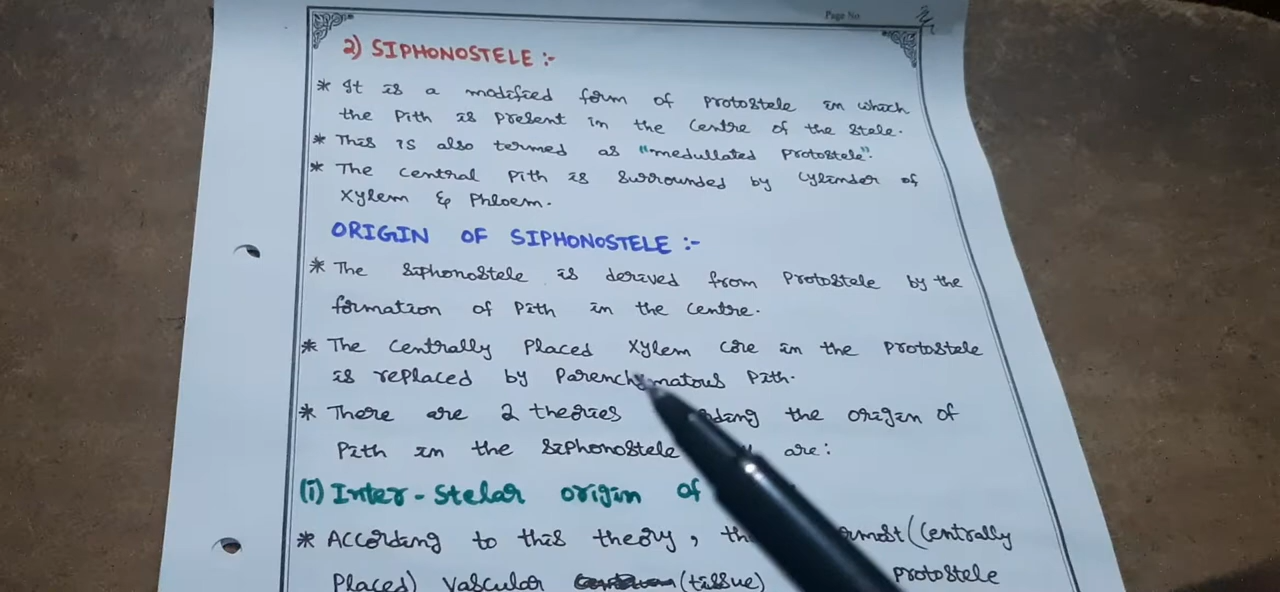 Page No
2) SIPHONOSTELE :-
* It is a modified form of protostele in which
the Pith is present in the centre of the stele.
* This is also termed as "medullated protostele".
* The central pith is surrounded by cylinder of
Xylem & Phloem.
ORIGIN OF SIPHONOSTELE :-
* The siphonostele is derived from protostele by the
formation of Pith in the centre.
* The centrally placed Xylem core in the protostele
is replaced by Parenchymatous Pith.
* There are 2 theories the origin of
Pith in the Siphonostele are:
(i) Inter-Stelar origin of
* According to this theory, (Centrally
Placed) vascular (tissue) protostele